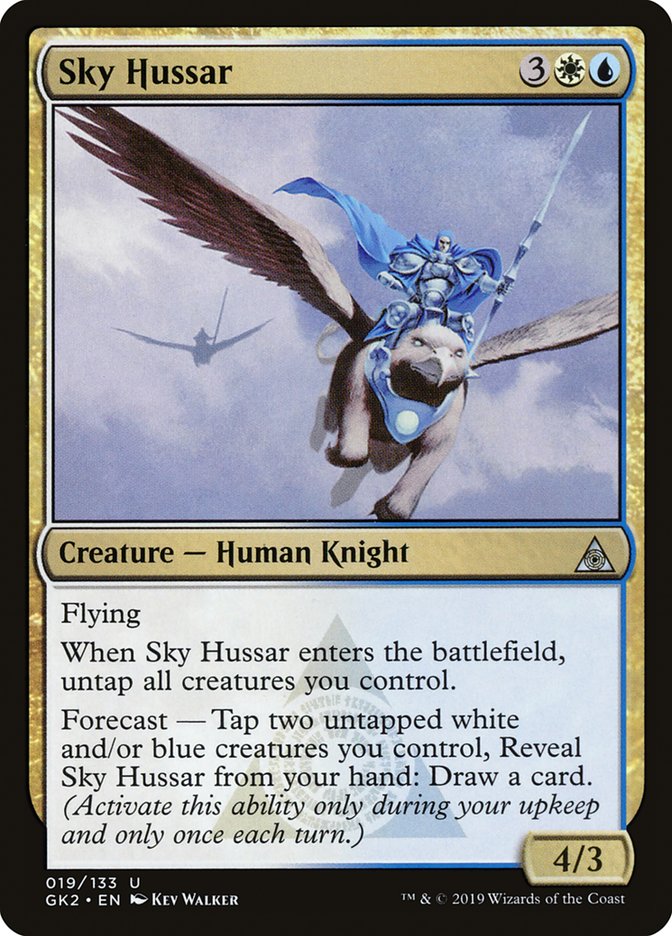 Sky Hussar
3
Creature — Human Knight
Flying
When Sky Hussar enters the battlefield,
untap all creatures you control.
Forecast — Tap two untapped white
and/or blue creatures you control, Reveal
Sky Hussar from your hand: Draw a card.
(Activate this ability only during your upkeep
and only once each turn.)
4/3
019/133 U
GK2 • EN Kev Walker
™ & © 2019 Wizards of the Coast